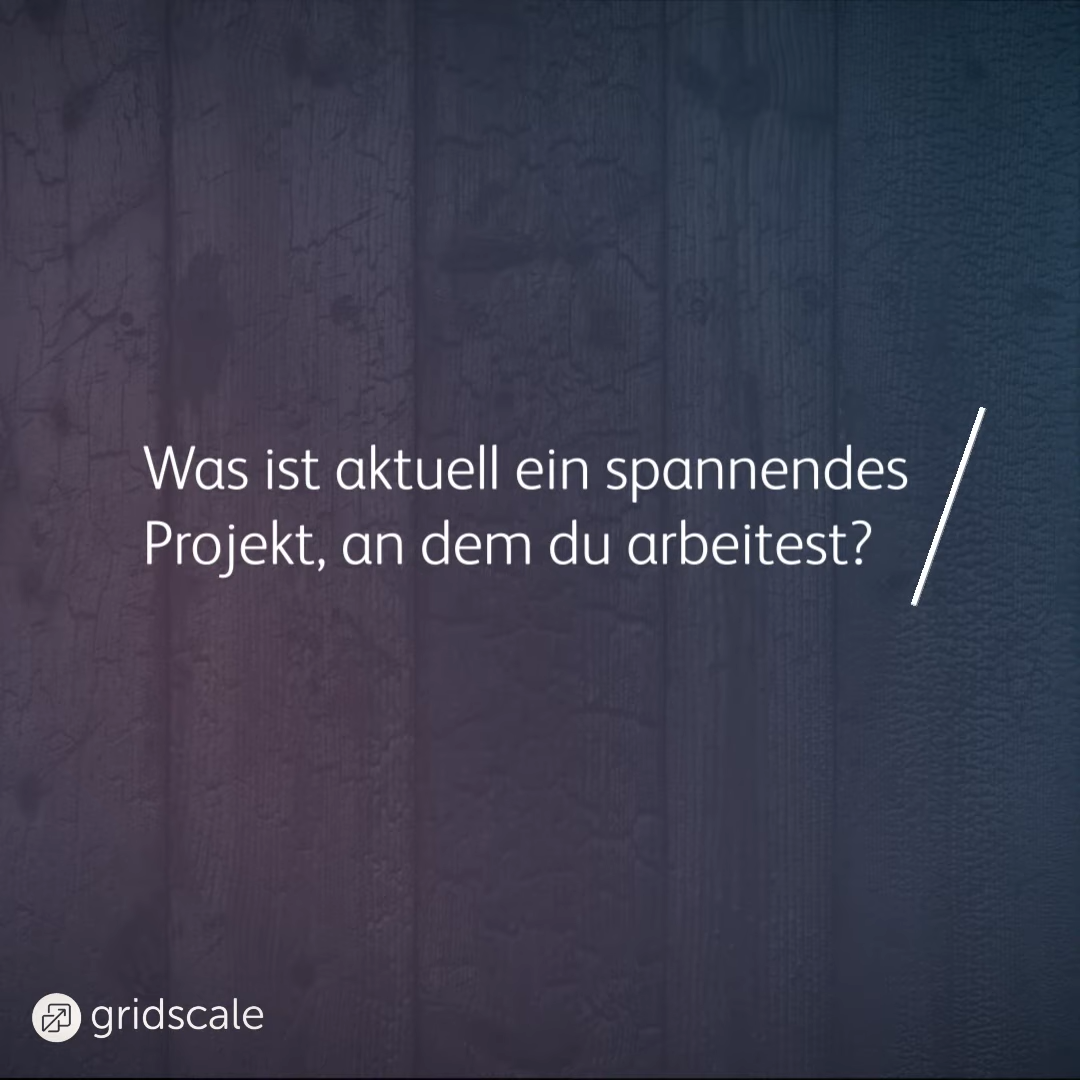 Was ist aktuell ein spannendes
Projekt, an dem du arbeitest?
gridscale